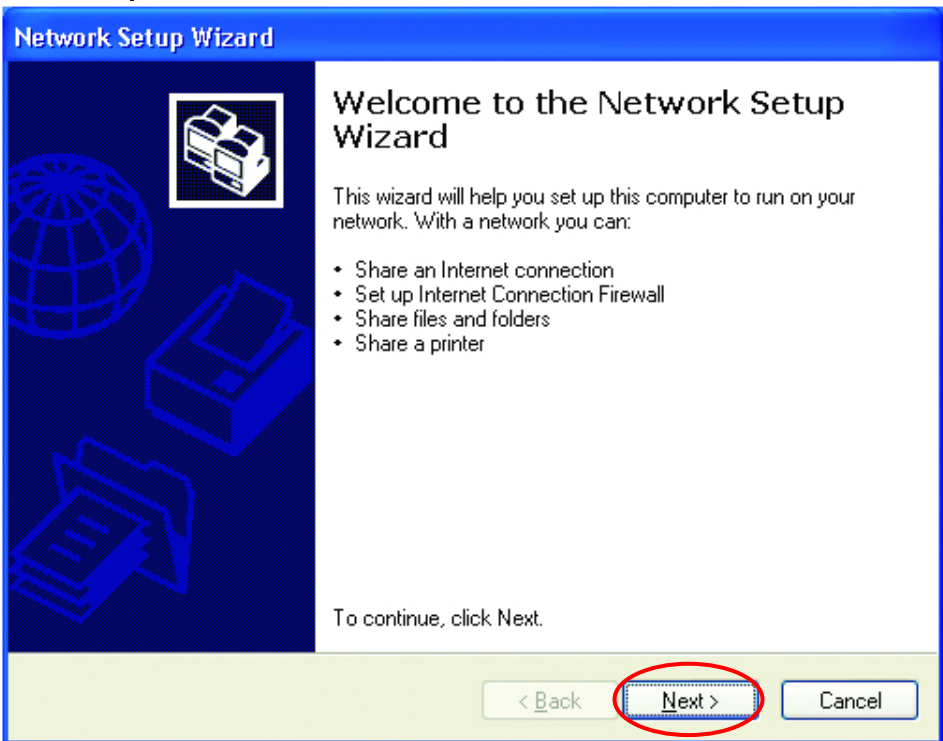 Network Setup Wizard
Welcome to the Network Setup
Wizard
This wizard will help you set up this computer to run on your
network. With a network you can:
• Share an Internet connection
• Set up Internet Connection Firewall
• Share files and folders
• Share a printer
To continue, click Next.
< Back Next > Cancel